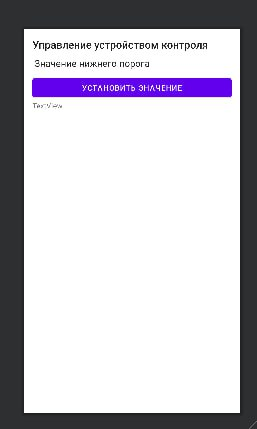 Управление устройством контроля
Значение нижнего порога
УСТАНОВИТЬ ЗНАЧЕНИЕ
TextView